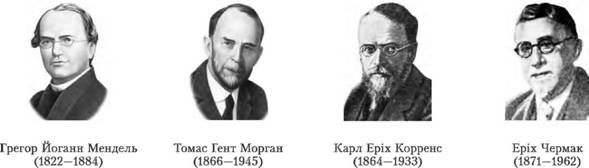 Грегор Йоганн Мендель
(1822—1884)
Томас Гент Морган
(1866—1945)
Карл Еріх Корренс
(1864—1933)
Еріх Чермак
(1871—1962)